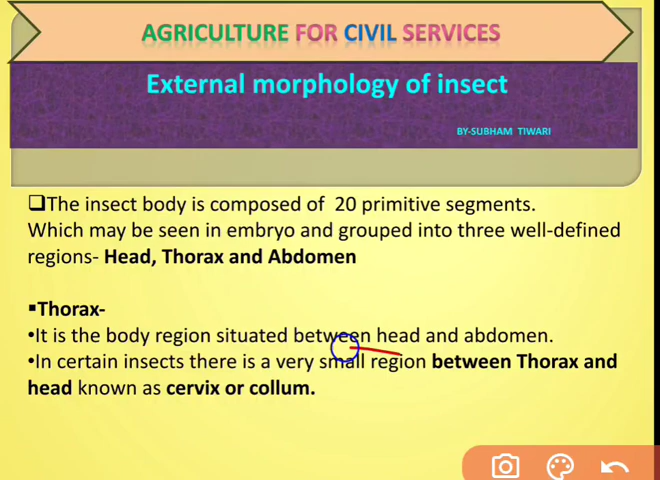 AGRICULTURE FOR CIVIL SERVICES
External morphology of insect
BY-SUBHAM TIWARI
❑The insect body is composed of 20 primitive segments.
Which may be seen in embryo and grouped into three well-defined
regions- Head, Thorax and Abdomen
▪Thorax-
•It is the body region situated between head and abdomen.
•In certain insects there is a very small region between Thorax and
head known as cervix or collum.